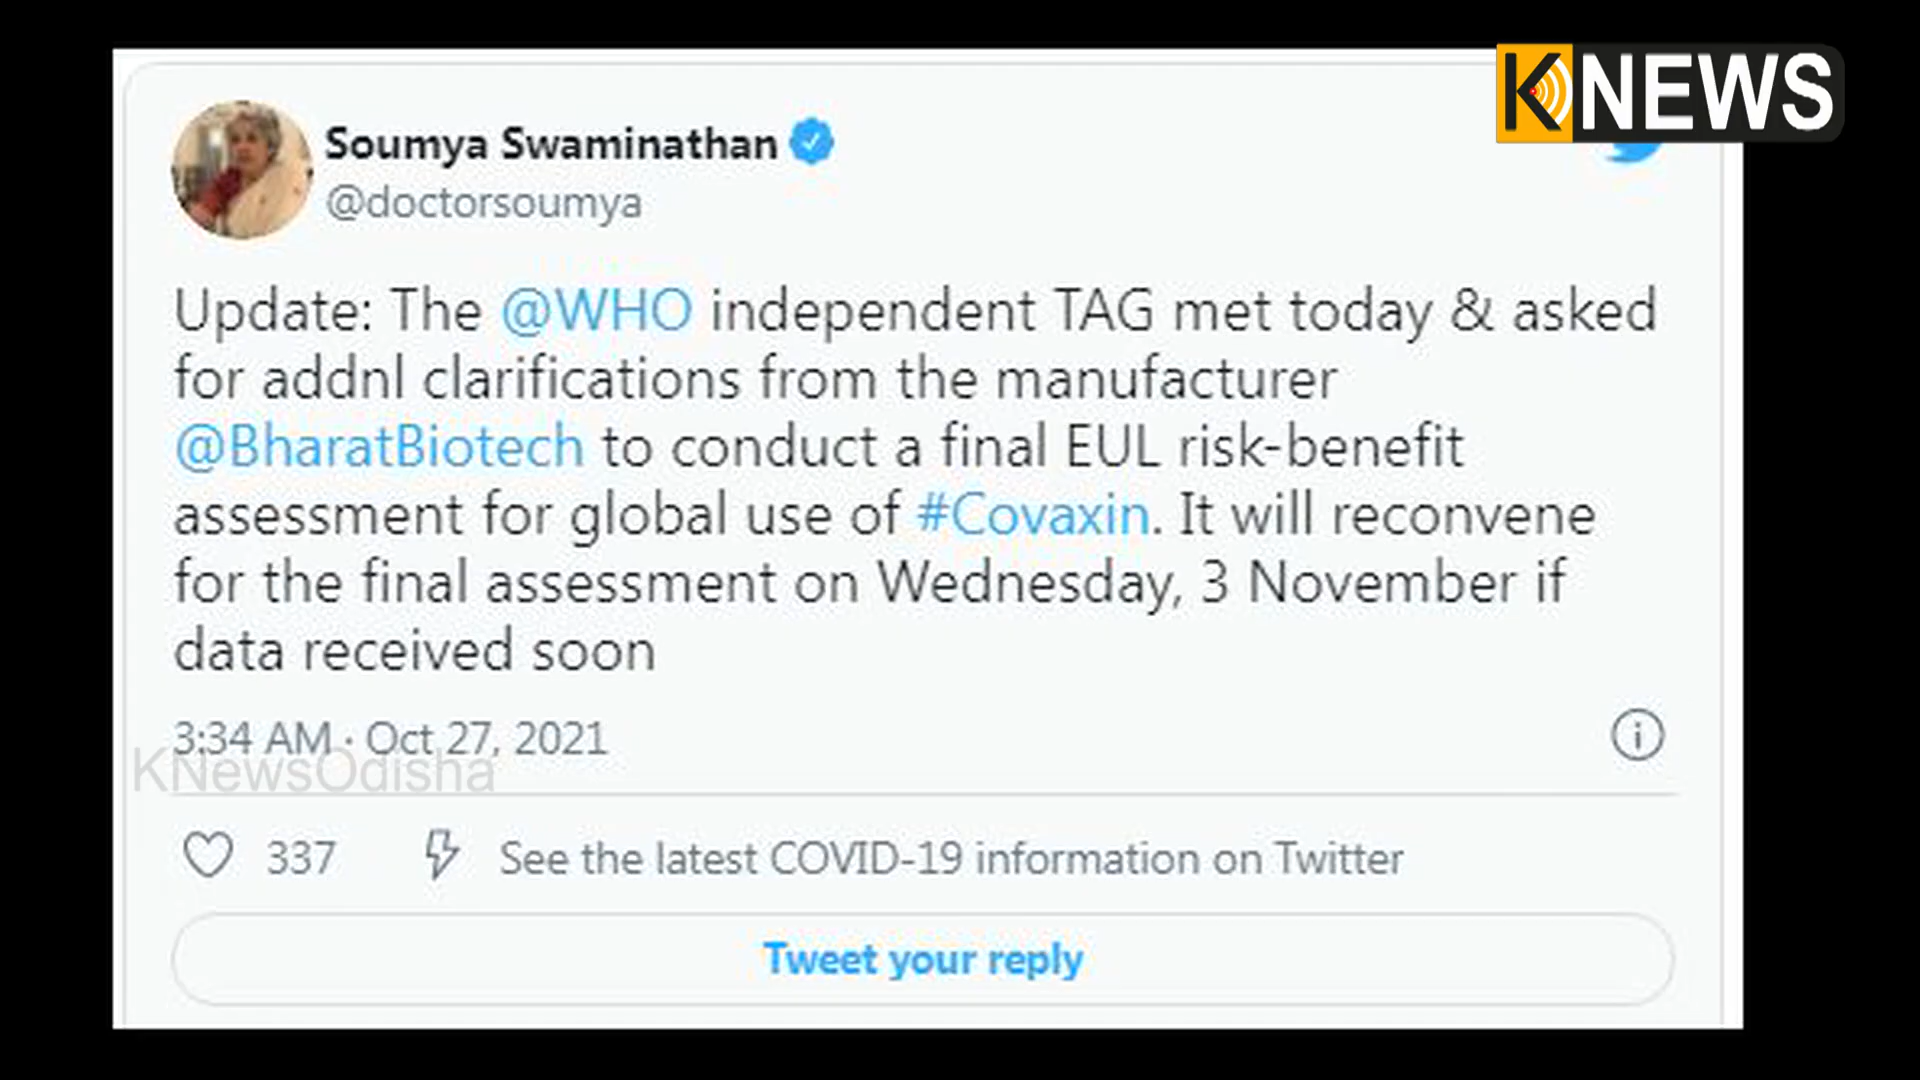 KNEWS
Soumya Swaminathan
@doctorsoumya
Update: The @WHO independent TAG met today & asked
for addnl clarifications from the manufacturer
@BharatBiotech to conduct a final EUL risk-benefit
assessment for global use of #Covaxin. It will reconvene
for the final assessment on Wednesday, 3 November if
data received soon
3:34 AM · Oct 27, 2021
KNewsOdisha
337 See the latest COVID-19 information on Twitter
Tweet your reply